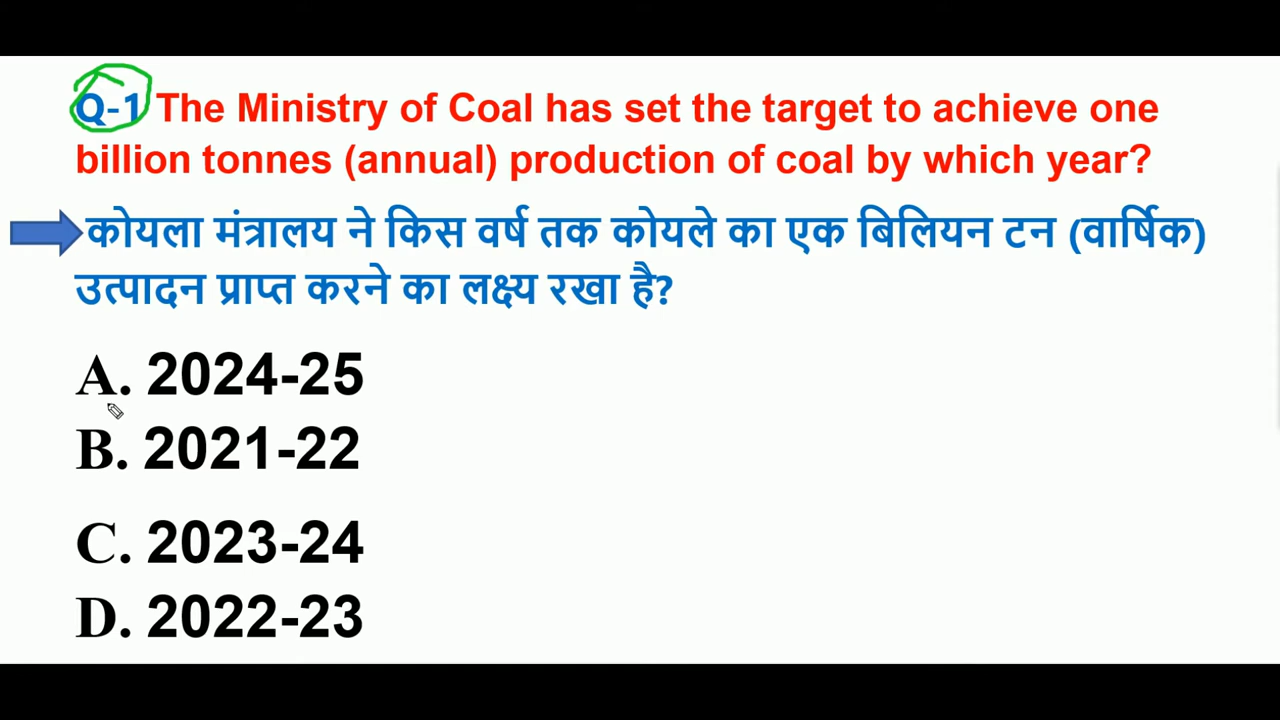 Q-1 The Ministry of Coal has set the target to achieve one
billion tonnes (annual) production of coal by which year?
कोयला मंत्रालय ने किस वर्ष तक कोयले का एक बिलियन टन (वार्षिक)
उत्पादन प्राप्त करने का लक्ष्य रखा है?
A. 2024-25
B. 2021-22
C. 2023-24
D. 2022-23